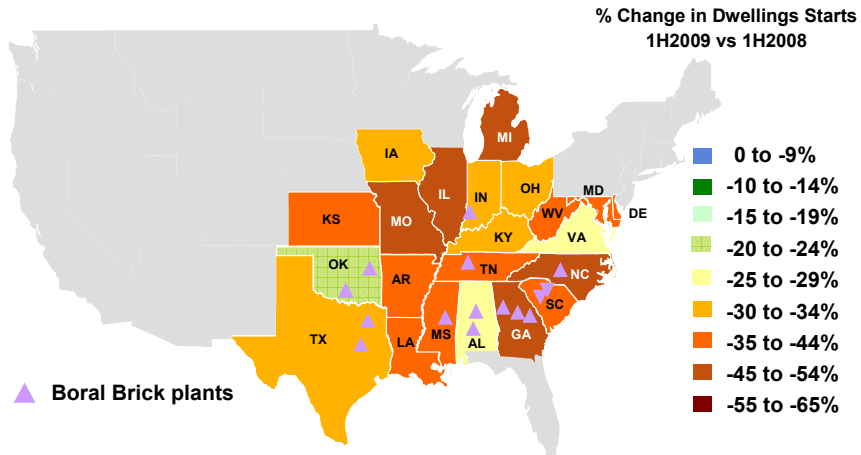 % Change in Dwellings Starts
1H2009 vs 1H2008
MI
IA
IL
IN
OH
MD
0 to -9%
-10 to -14%
-15 to -19%
-20 to -24%
-25 to -29%
-30 to -34%
-35 to -44%
-45 to -54%
-55 to -65%
KS
MO
WV
DE
KY
VA
OK
AR
TN
NC
SC
TX
LA
MS
AL
GA
Boral Brick plants